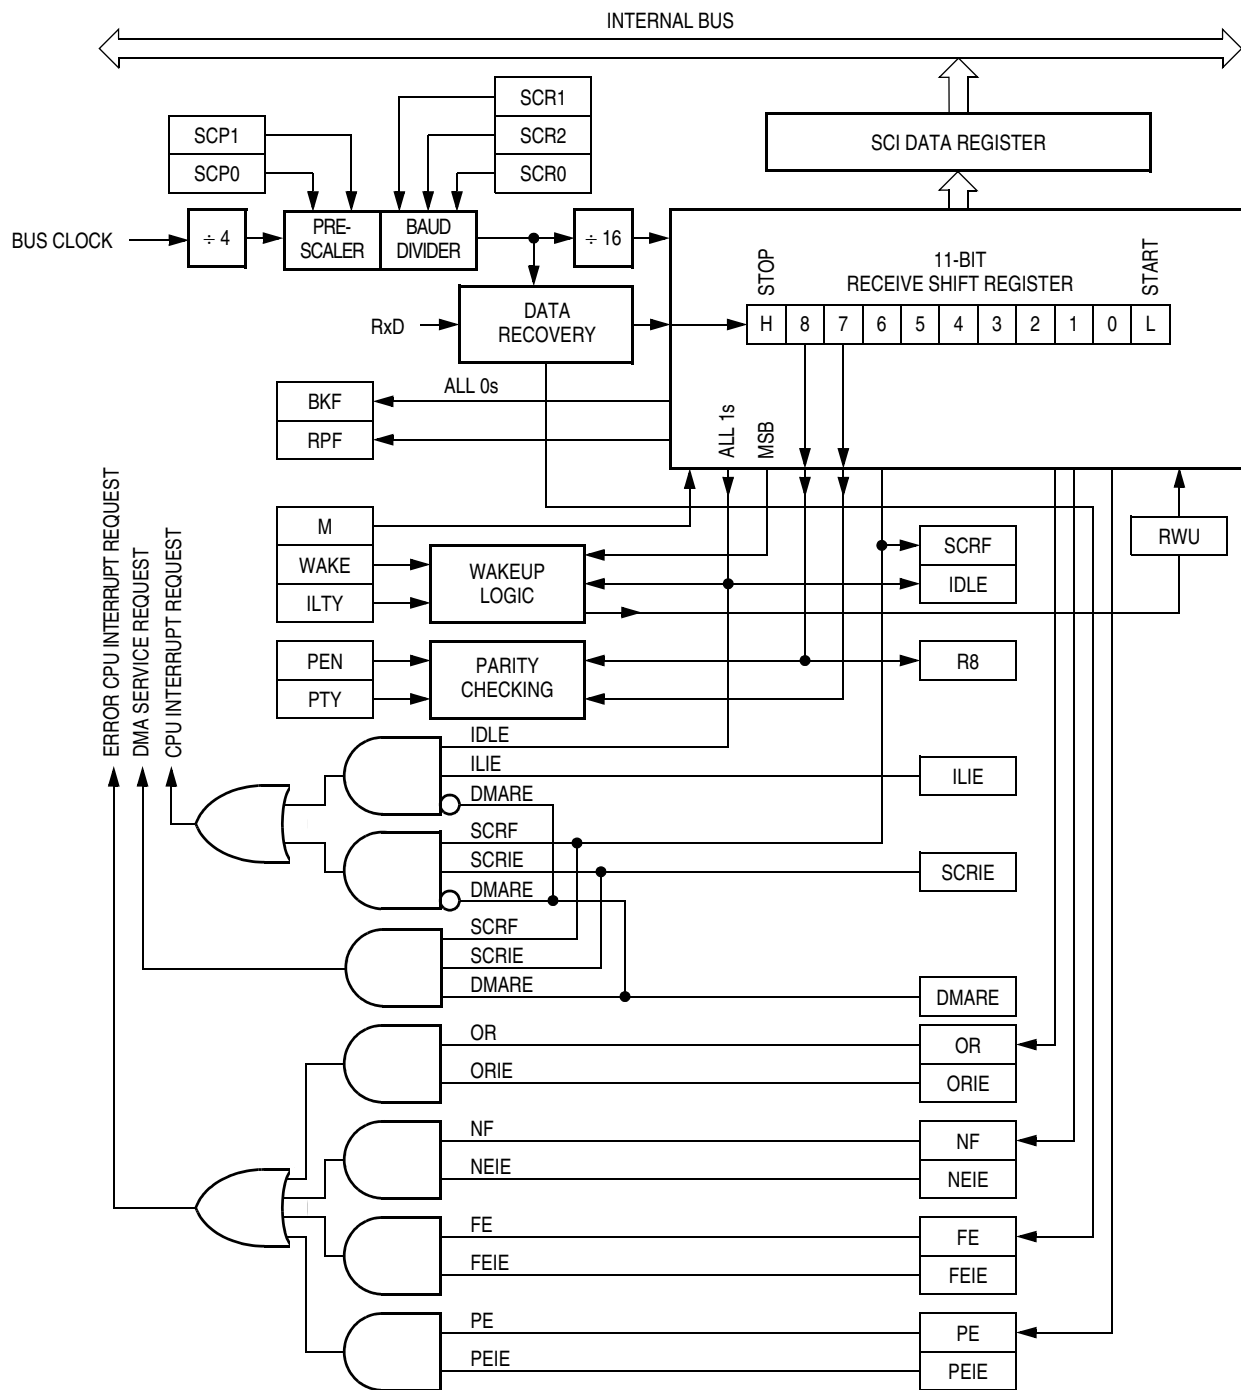 INTERNAL BUS
SCR1
SCR2
SCR0
SCP1
SCP0
SCI DATA REGISTER
BUS CLOCK
÷ 4
PRE-
SCALER
BAUD
DIVIDER
÷ 16
RxD
DATA
RECOVERY
STOP
11-BIT
RECEIVE SHIFT REGISTER
START
H 8 7 6 5 4 3 2 1 0 L
ALL 0s
BKF
RPF
ALL 1s
MSB
ERROR CPU INTERRUPT REQUEST
DMA SERVICE REQUEST
CPU INTERRUPT REQUEST
M
WAKE
ILTY
WAKEUP
LOGIC
SCRF
IDLE
RWU
PEN
PTY
PARITY
CHECKING
R8
IDLE
ILIE
DMARE
ILIE
SCRF
SCRIE
DMARE
SCRIE
SCRF
SCRIE
DMARE
DMARE
OR
ORIE
OR
ORIE
NF
NEIE
NF
NEIE
FE
FEIE
FE
FEIE
PE
PEIE
PE
PEIE